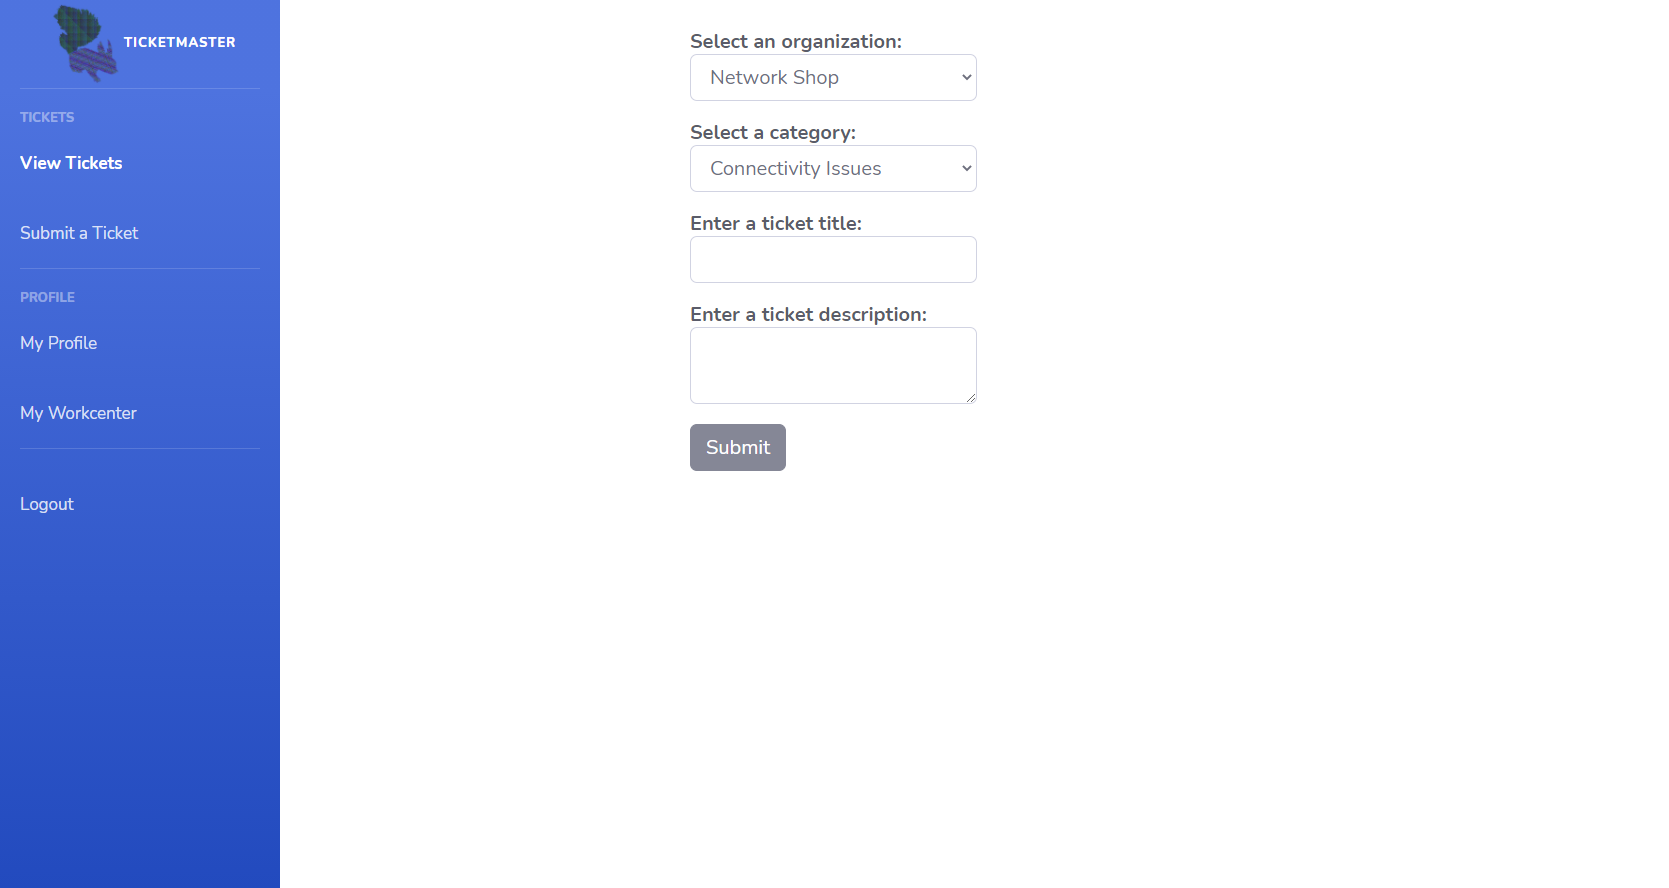 TICKETMASTER
TICKETS
View Tickets
Submit a Ticket
PROFILE
My Profile
My Workcenter
Logout
Select an organization:
Network Shop
Select a category:
Connectivity Issues
Enter a ticket title:
Enter a ticket description:
Submit